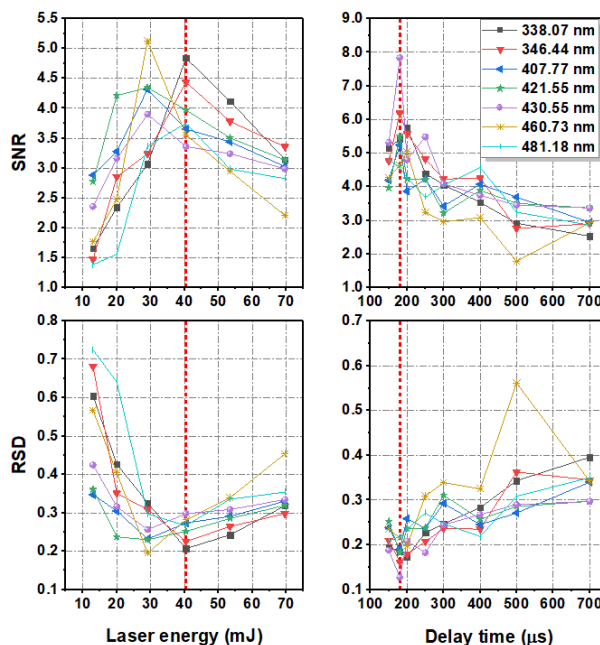 SNR
5.5
5.0
4.5
4.0
3.5
3.0
2.5
2.0
1.5
1.0
10 20 30 40 50 60 70
9.0
8.0
7.0
6.0
5.0
4.0
3.0
2.0
1.0
100 200 300 400 500 600 700
338.07 nm
346.44 nm
407.77 nm
421.55 nm
430.55 nm
460.73 nm
481.18 nm
RSD
0.8
0.7
0.6
0.5
0.4
0.3
0.2
0.1
10 20 30 40 50 60 70
Laser energy (mJ)
0.7
0.6
0.5
0.4
0.3
0.2
0.1
100 200 300 400 500 600 700
Delay time (μs)